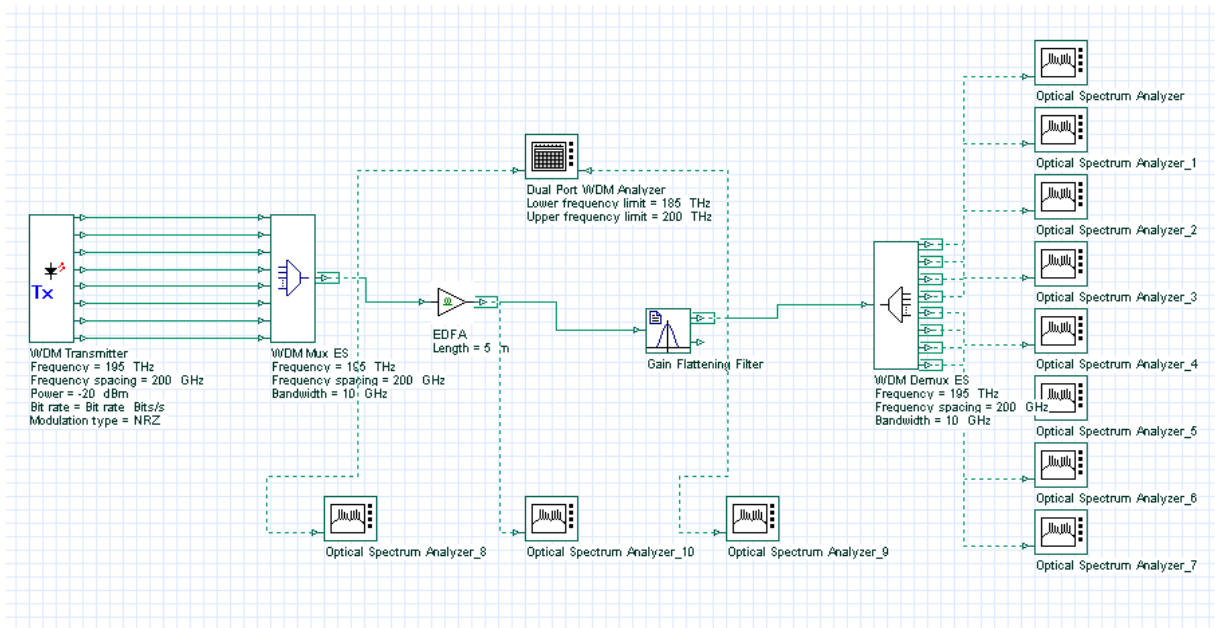 Optical Spectrum Analyzer
Optical Spectrum Analyzer_1
Dual Port WDM Analyzer
Lower frequency limit = 185 THz
Upper frequency limit = 200 THz
Optical Spectrum Analyzer_2
Tx
Optical Spectrum Analyzer_3
EDFA
Length = 5 m
WDM Transmitter
Frequency = 195 THz
Frequency spacing = 200 GHz
Power = -20 dBm
Bit rate = Bit rate Bits/s
Modulation type = NRZ
WDM Mux ES
Frequency = 195 THz
Frequency spacing = 200 GHz
Bandwidth = 10 GHz
Gain Flattening Filter
Optical Spectrum Analyzer_4
WDM Demux ES
Frequency = 195 THz
Frequency spacing = 200 GHz
Bandwidth = 10 GHz
Optical Spectrum Analyzer_5
Optical Spectrum Analyzer_6
Optical Spectrum Analyzer_8
Optical Spectrum Analyzer_10
Optical Spectrum Analyzer_9
Optical Spectrum Analyzer_7